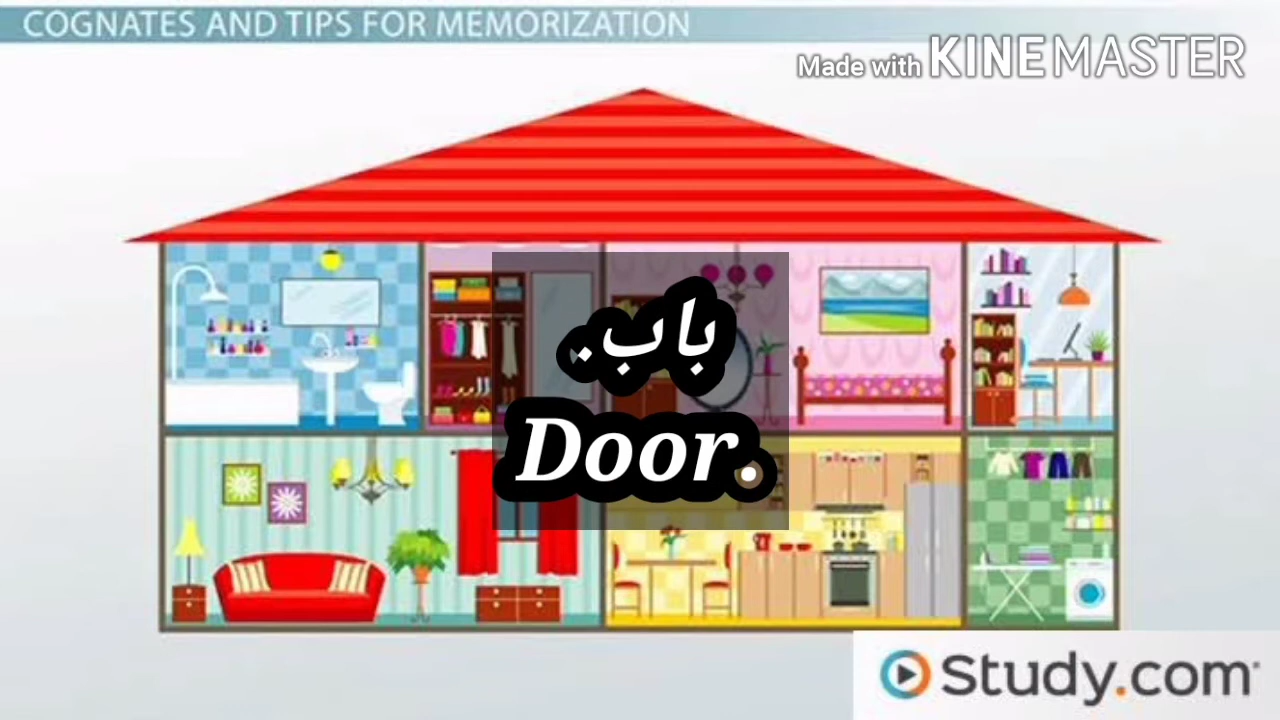 COGNATES AND TIPS FOR MEMORIZATION
Made with KINEMASTER
باب.
Door.
Study.com